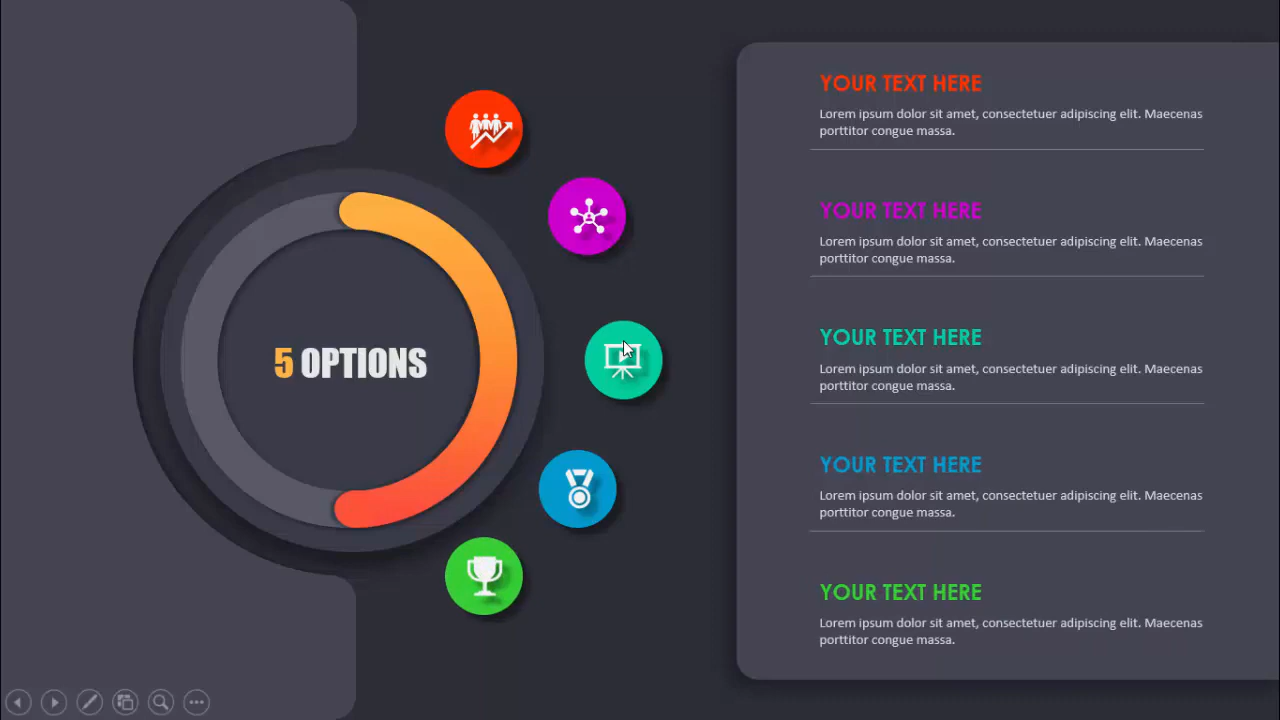 5 OPTIONS
YOUR TEXT HERE
Lorem ipsum dolor sit amet, consectetuer adipiscing elit. Maecenas
porttitor congue massa.
YOUR TEXT HERE
Lorem ipsum dolor sit amet, consectetuer adipiscing elit. Maecenas
porttitor congue massa.
YOUR TEXT HERE
Lorem ipsum dolor sit amet, consectetuer adipiscing elit. Maecenas
porttitor congue massa.
YOUR TEXT HERE
Lorem ipsum dolor sit amet, consectetuer adipiscing elit. Maecenas
porttitor congue massa.
YOUR TEXT HERE
Lorem ipsum dolor sit amet, consectetuer adipiscing elit. Maecenas
porttitor congue massa.